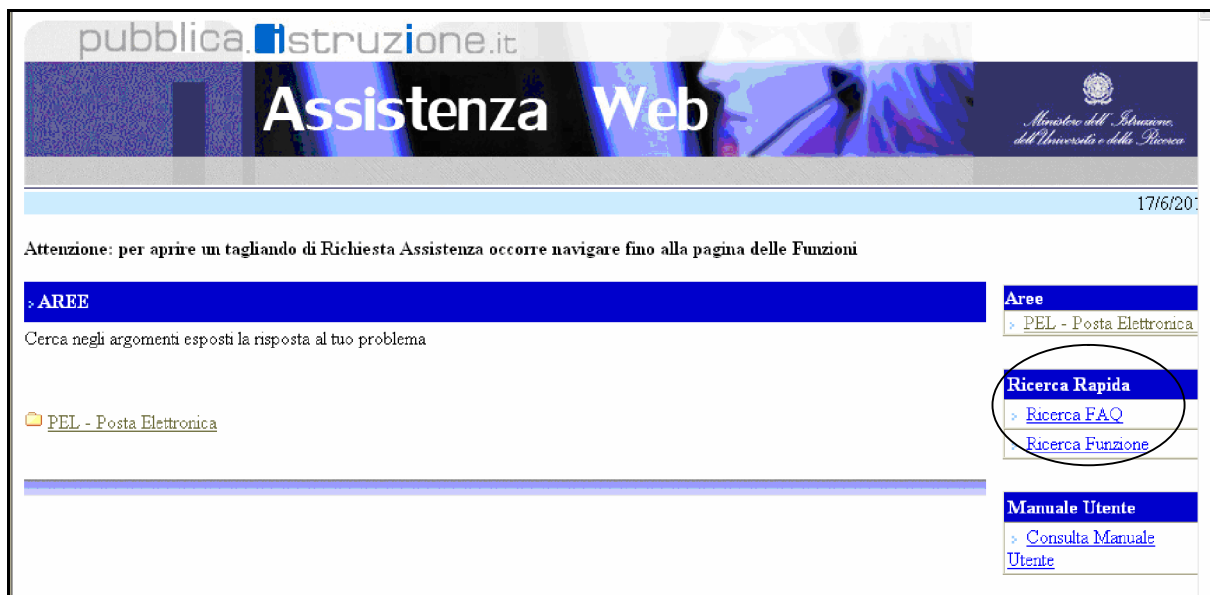 pubblica.istruzione.it
Assistenza Web
Ministero dell'Istruzione,
dell'Università e della Ricerca
17/6/201
Attenzione: per aprire un tagliando di Richiesta Assistenza occorre navigare fino alla pagina delle Funzioni
AREE
Cerca negli argomenti esposti la risposta al tuo problema
PEL - Posta Elettronica
Aree
PEL - Posta Elettronica
Ricerca Rapida
Ricerca FAQ
Ricerca Funzione
Manuale Utente
Consulta Manuale
Utente